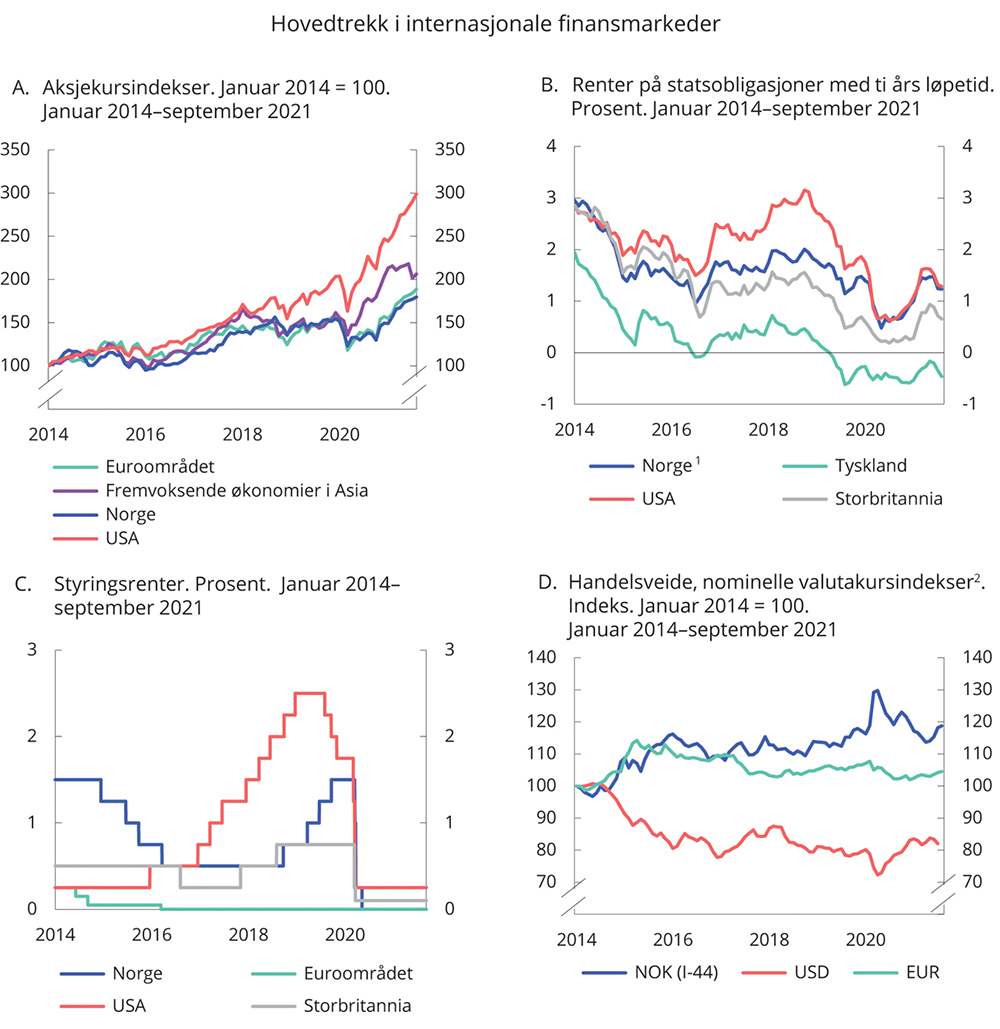 Hovedtrekk i internasjonale finansmarkeder
A. Aksjekursindekser. Januar 2014 = 100.
Januar 2014–september 2021
350 350
300 300
250 250
200 200
150 150
100 100
2014 2016 2018 2020
Euroområdet
Fremvoksende økonomier i Asia
Norge
USA
B. Renter på statsobligasjoner med ti års løpetid.
Prosent. Januar 2014–september 2021
4 4
3 3
2 2
1 1
0 0
-1 -1
2014 2016 2018 2020
Norge¹ Tyskland
USA Storbritannia
C. Styringsrenter. Prosent. Januar 2014–
september 2021
3 3
2 2
1 1
0 0
2014 2016 2018 2020
Norge Euroområdet
USA Storbritannia
D. Handelsveide, nominelle valutakursindekser².
Indeks. Januar 2014 = 100.
Januar 2014–september 2021
140 140
130 130
120 120
110 110
100 100
90 90
80 80
70 70
2014 2016 2018 2020
NOK (I-44) USD EUR